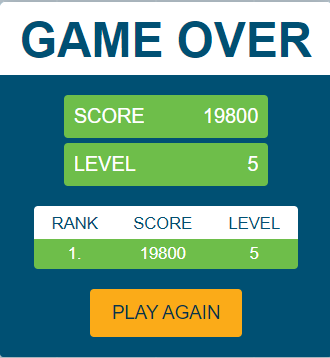 GAME OVER
SCORE 19800
LEVEL 5
RANK SCORE LEVEL
1. 19800 5
PLAY AGAIN